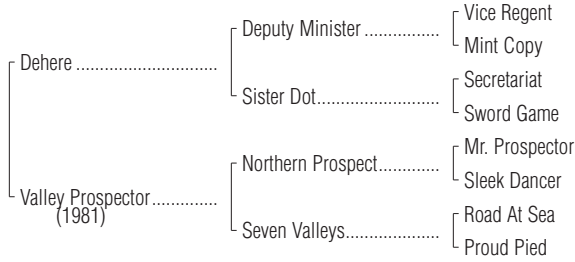 Vice Regent
Deputy Minister ................
Mint Copy
Dehere ..............................
Secretariat
Sister Dot..........................
Sword Game
Mr. Prospector
Northern Prospect.............
Sleek Dancer
Valley Prospector..............
(1981)
Road At Sea
Seven Valleys....................
Proud Pied